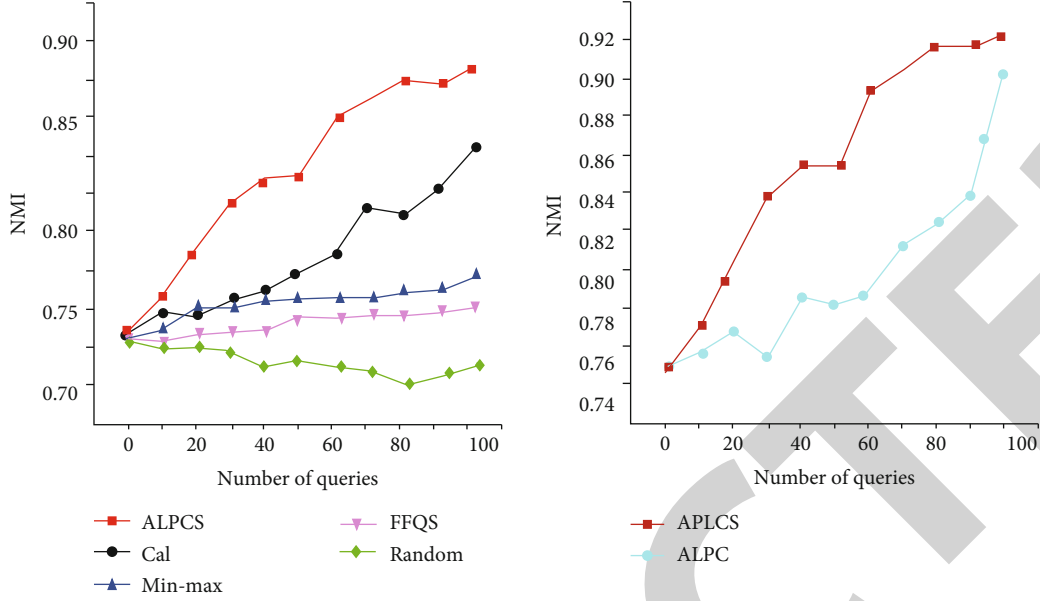 0.90
0.85
0.80
0.75
0.70
NMI
0 20 40 60 80 100
Number of queries
ALPCS
Cal
Min-max
FFQS
Random
0.92
0.90
0.88
0.86
0.84
0.82
0.80
0.78
0.76
0.74
NMI
0 20 40 60 80 100
Number of queries
APLCS
ALPC
CTE